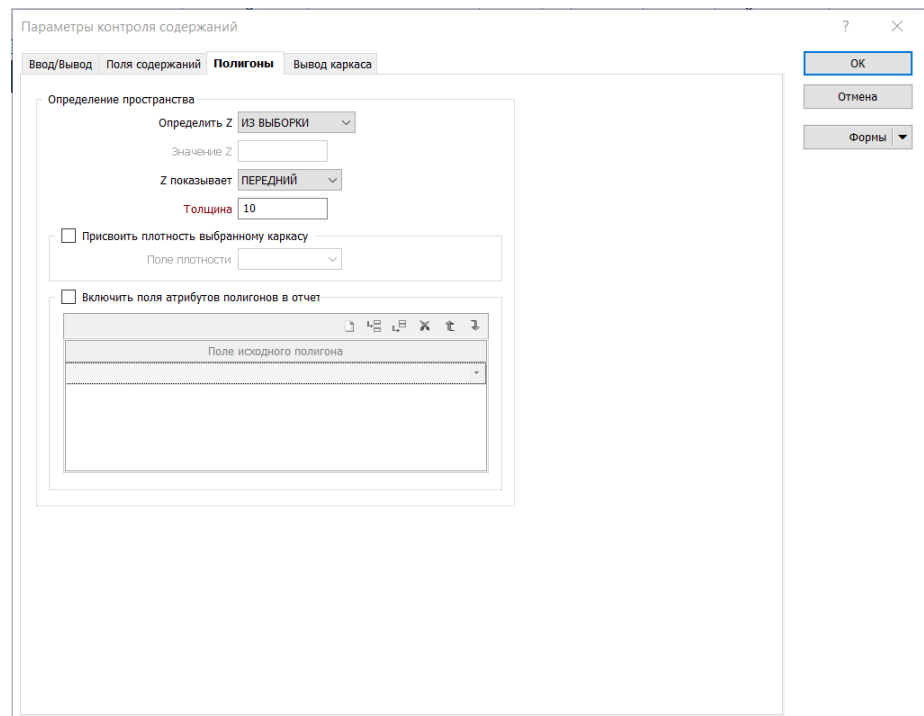 Параметры контроля содержаний
?
Ввод/Вывод Поля содержаний Полигоны Вывод каркаса
OK
Отмена
Формы
Определение пространства
Определить Z ИЗ ВЫБОРКИ
Значение Z
Z показывает ПЕРЕДНИЙ
Толщина 10
Присвоить плотность выбранному каркасу
Поле плотности
Включить поля атрибутов полигонов в отчет
Поле исходного полигона